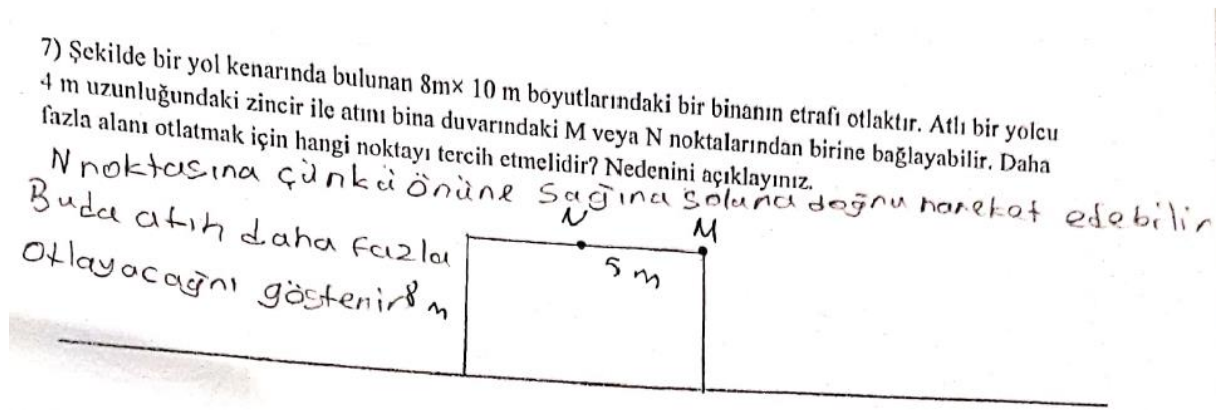 7) Şekilde bir yol kenarında bulunan 8m× 10 m boyutlarındaki bir binanın etrafı otlaktır. Atlı bir yolcu
4 m uzunluğundaki zincir ile atını bina duvarındaki M veya N noktalarından birine bağlayabilir. Daha
fazla alanı otlatmak için hangi noktayı tercih etmelidir? Nedenini açıklayınız.
N noktasına çünkü önüne sağına soluna doğru hareket edebilir
Buda atın daha fazla
otlayacağını gösterir
N
M
5 m
8 m